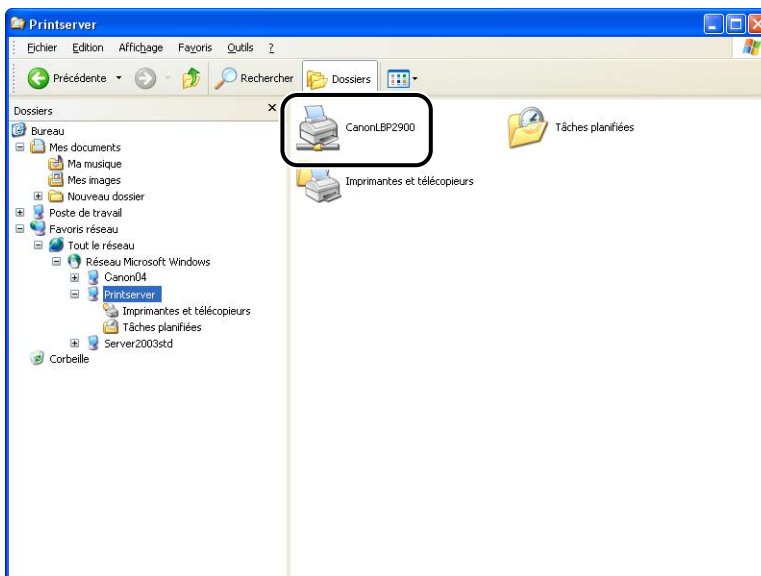 Printserver
Fichier Edition Affichage Favoris Outils ?
Précédente Rechercher Dossiers
Dossiers
Bureau
Mes documents
Ma musique
Mes images
Nouveau dossier
Poste de travail
Favoris réseau
Tout le réseau
Réseau Microsoft Windows
Canon04
Printserver
Imprimantes et télécopieurs
Tâches planifiées
Server2003std
Corbeille
CanonLBP2900
Tâches planifiées
Imprimantes et télécopieurs